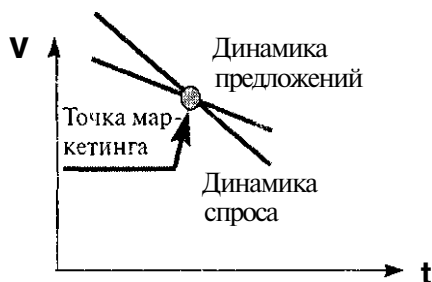 V
Динамика
предложений
Точка мар-
кетинга
Динамика
спроса
t